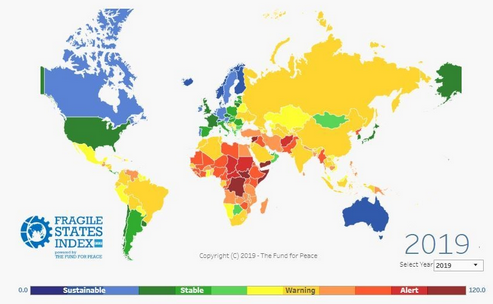 FRAGILE
STATES
INDEX
powered by
THE FUND FOR PEACE
Copyright (C) 2019 - The Fund for Peace
2019
Select Year 2019
0.0 Sustainable Stable Warning Alert 120.0